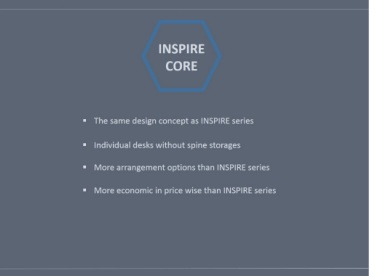 INSPIRE
CORE
▪ The same design concept as INSPIRE series
▪ Individual desks without spine storages
▪ More arrangement options than INSPIRE series
▪ More economic in price wise than INSPIRE series